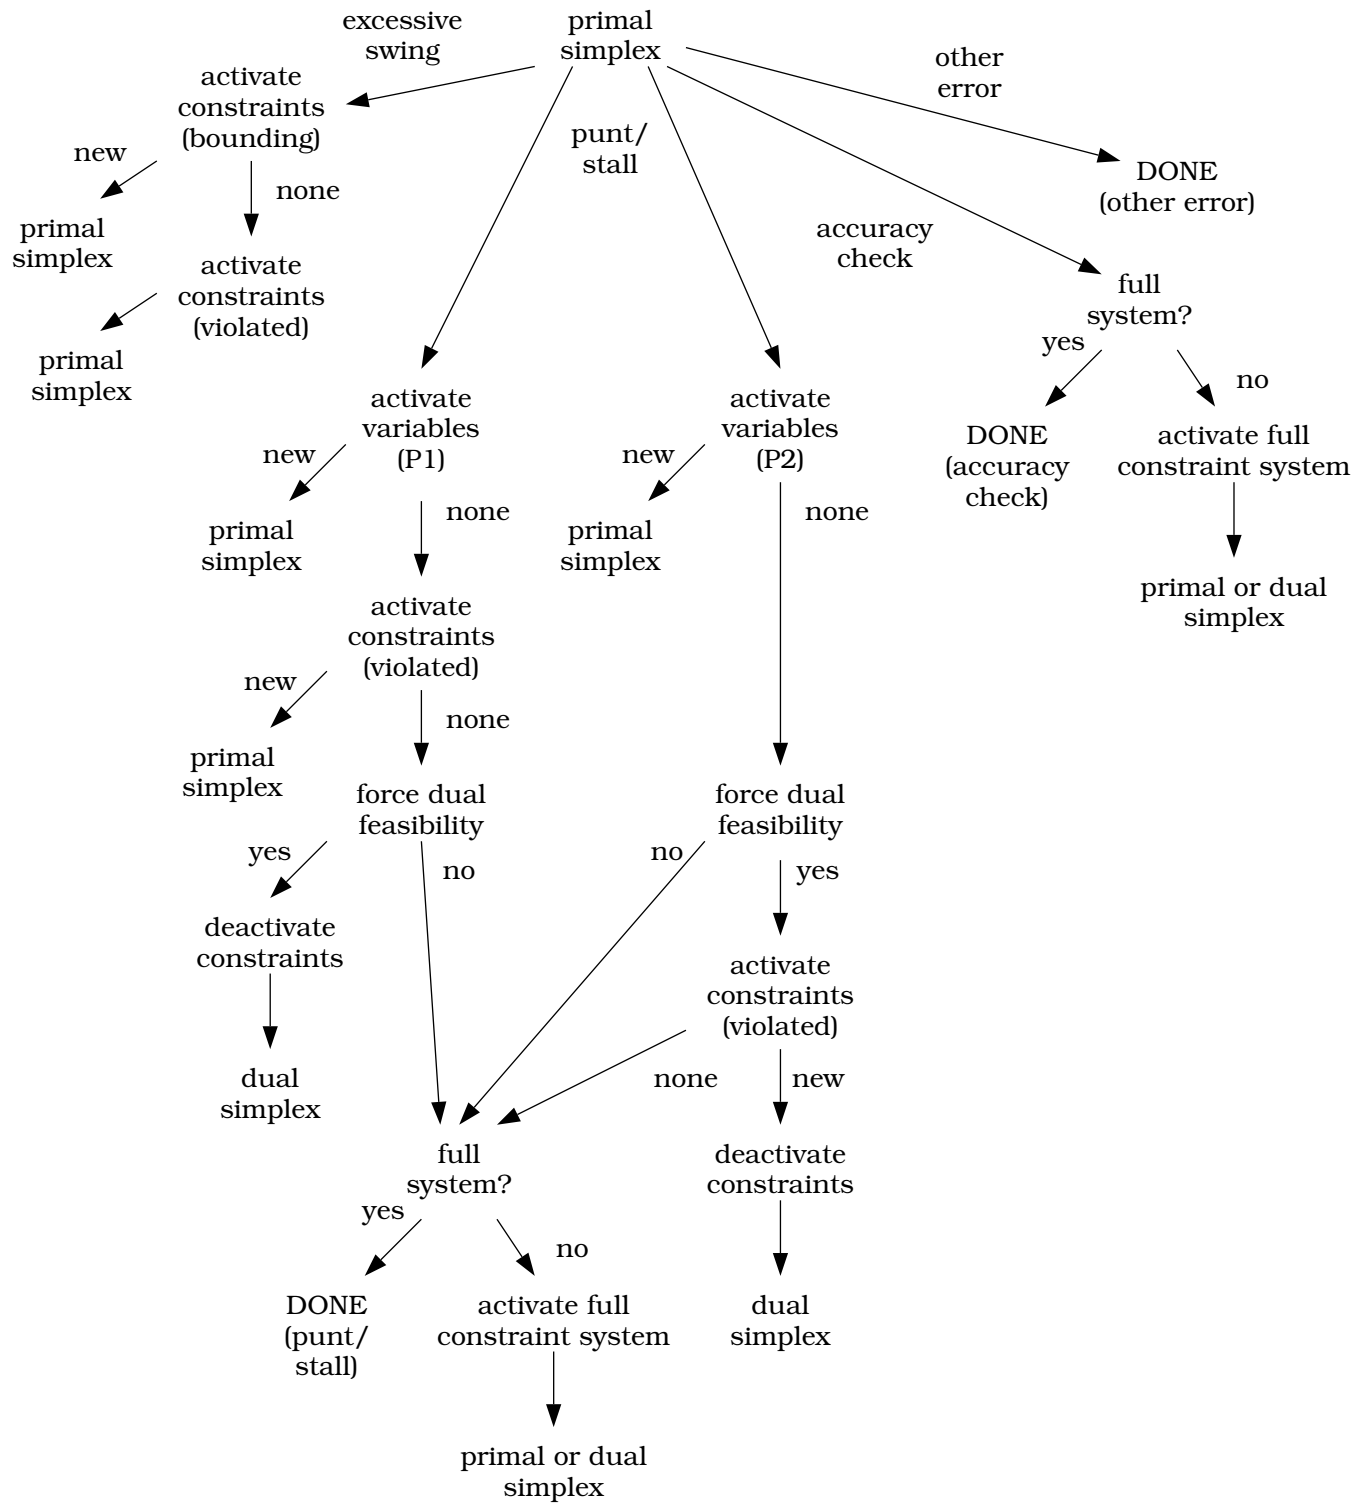 excessive
swing
primal
simplex
other
error
activate
constraints
(bounding)
punt/
stall
new
none
DONE
(other error)
primal
simplex
accuracy
check
activate
constraints
(violated)
full
system?
primal
simplex
yes
no
activate
variables
(P1)
activate
variables
(P2)
DONE
(accuracy
check)
activate full
constraint system
new
new
none
none
primal
simplex
primal
simplex
primal or dual
simplex
activate
constraints
(violated)
new
none
primal
simplex
force dual
feasibility
force dual
feasibility
yes
no
no
yes
deactivate
constraints
activate
constraints
(violated)
dual
simplex
none
new
full
system?
deactivate
constraints
yes
no
DONE
(punt/
stall)
activate full
constraint system
dual
simplex
primal or dual
simplex